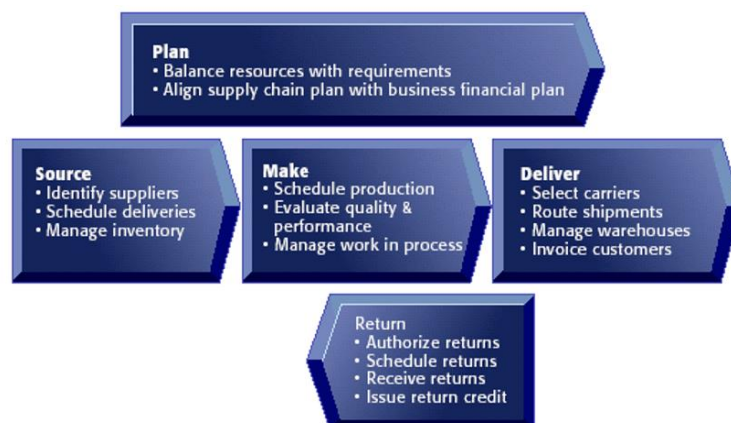 Plan
• Balance resources with requirements
• Align supply chain plan with business financial plan
Source
• Identify suppliers
• Schedule deliveries
• Manage inventory
Make
• Schedule production
• Evaluate quality &
performance
• Manage work in process
Deliver
• Select carriers
• Route shipments
• Manage warehouses
• Invoice customers
Return
• Authorize returns
• Schedule returns
• Receive returns
• Issue return credit